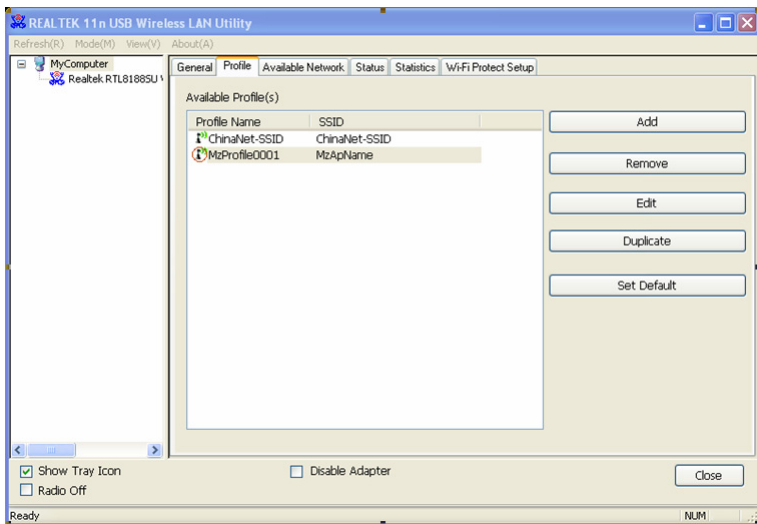 REALTEK 11n USB Wireless LAN Utility
Refresh(R) Mode(M) View(V) About(A)
MyComputer
Realtek RTL8188SU
General Profile Available Network Status Statistics Wi-Fi Protect Setup
Available Profile(s)
Profile Name SSID
ChinaNet-SSID ChinaNet-SSID
MzProfile0001 MzApName
Add
Remove
Edit
Duplicate
Set Default
Show Tray Icon
Radio Off
Disable Adapter
Close
Ready NUM